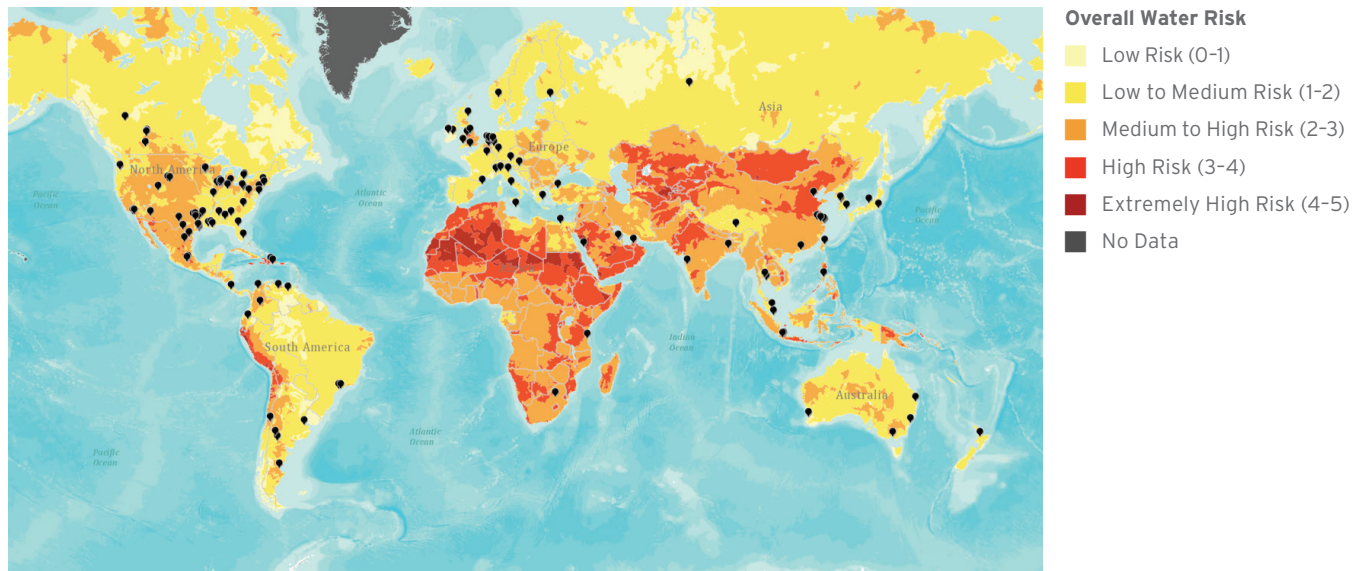 Overall Water Risk
Low Risk (0–1)
Low to Medium Risk (1–2)
Medium to High Risk (2–3)
High Risk (3–4)
Extremely High Risk (4–5)
No Data
Asia
Europe
North America
Pacific
Ocean
Atlantic
Ocean
Pacific
Ocean
Indian
Ocean
South America
Australia
Atlantic
Ocean
Pacific
Ocean